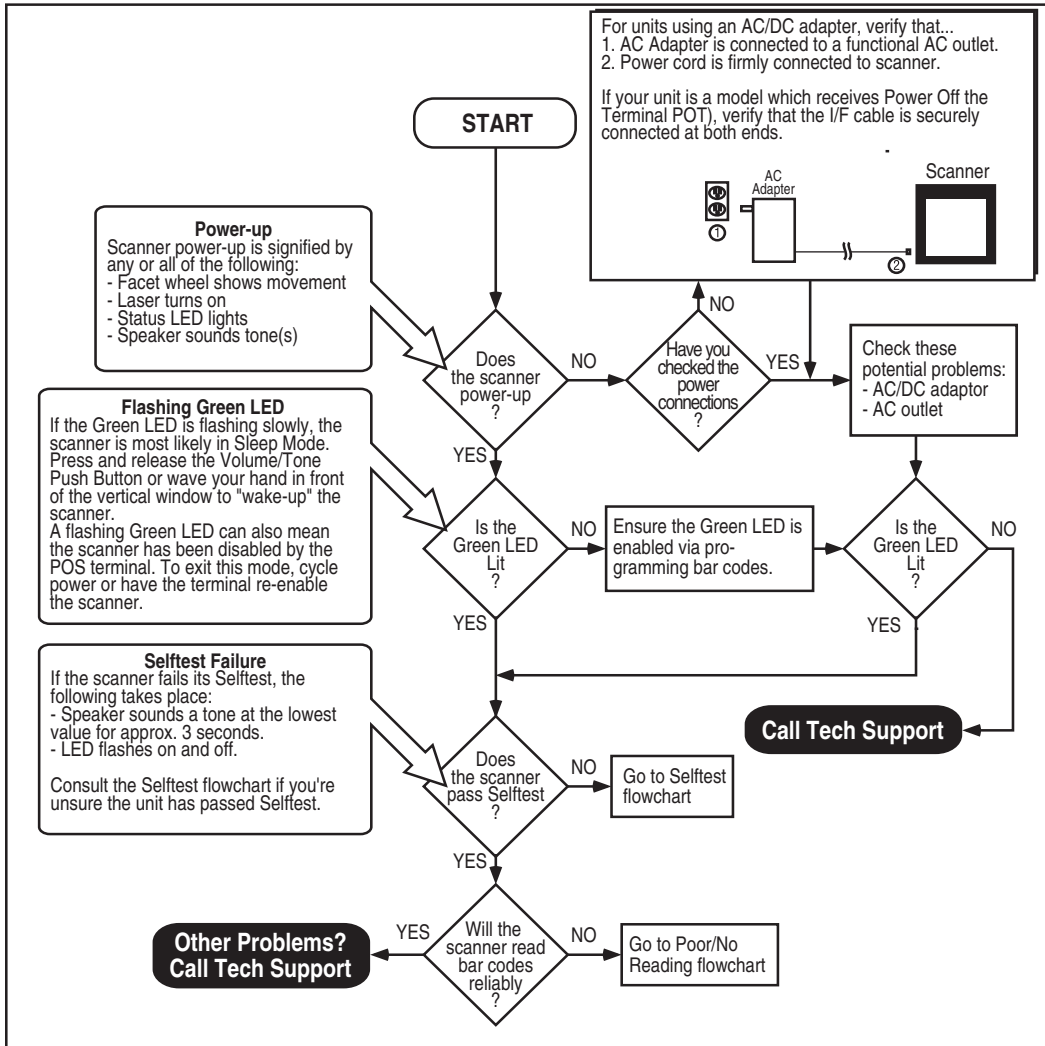 For units using an AC/DC adapter, verify that...
1. AC Adapter is connected to a functional AC outlet.
2. Power cord is firmly connected to scanner.
If your unit is a model which receives Power Off the
Terminal POT), verify that the I/F cable is securely
connected at both ends.
AC
Adapter
Scanner
①
②
START
Power-up
Scanner power-up is signified by
any or all of the following:
- Facet wheel shows movement
- Laser turns on
- Status LED lights
- Speaker sounds tone(s)
Does
the scanner
power-up
?
NO
YES
Have you
checked the
power
connections
?
NO
YES
Check these
potential problems:
- AC/DC adaptor
- AC outlet
Flashing Green LED
If the Green LED is flashing slowly, the
scanner is most likely in Sleep Mode.
Press and release the Volume/Tone
Push Button or wave your hand in front
of the vertical window to "wake-up" the
scanner.
A flashing Green LED can also mean
the scanner has been disabled by the
POS terminal. To exit this mode, cycle
power or have the terminal re-enable
the scanner.
Is the
Green LED
Lit
?
NO
YES
Ensure the Green LED is
enabled via pro-
gramming bar codes.
Is the
Green LED
Lit
?
NO
YES
Call Tech Support
Selftest Failure
If the scanner fails its Selftest, the
following takes place:
- Speaker sounds a tone at the lowest
value for approx. 3 seconds.
- LED flashes on and off.
Consult the Selftest flowchart if you're
unsure the unit has passed Selftest.
Does
the scanner
pass Selftest
?
NO
YES
Go to Selftest
flowchart
Will the
scanner read
bar codes
reliably
?
YES
NO
Other Problems?
Call Tech Support
Go to Poor/No
Reading flowchart